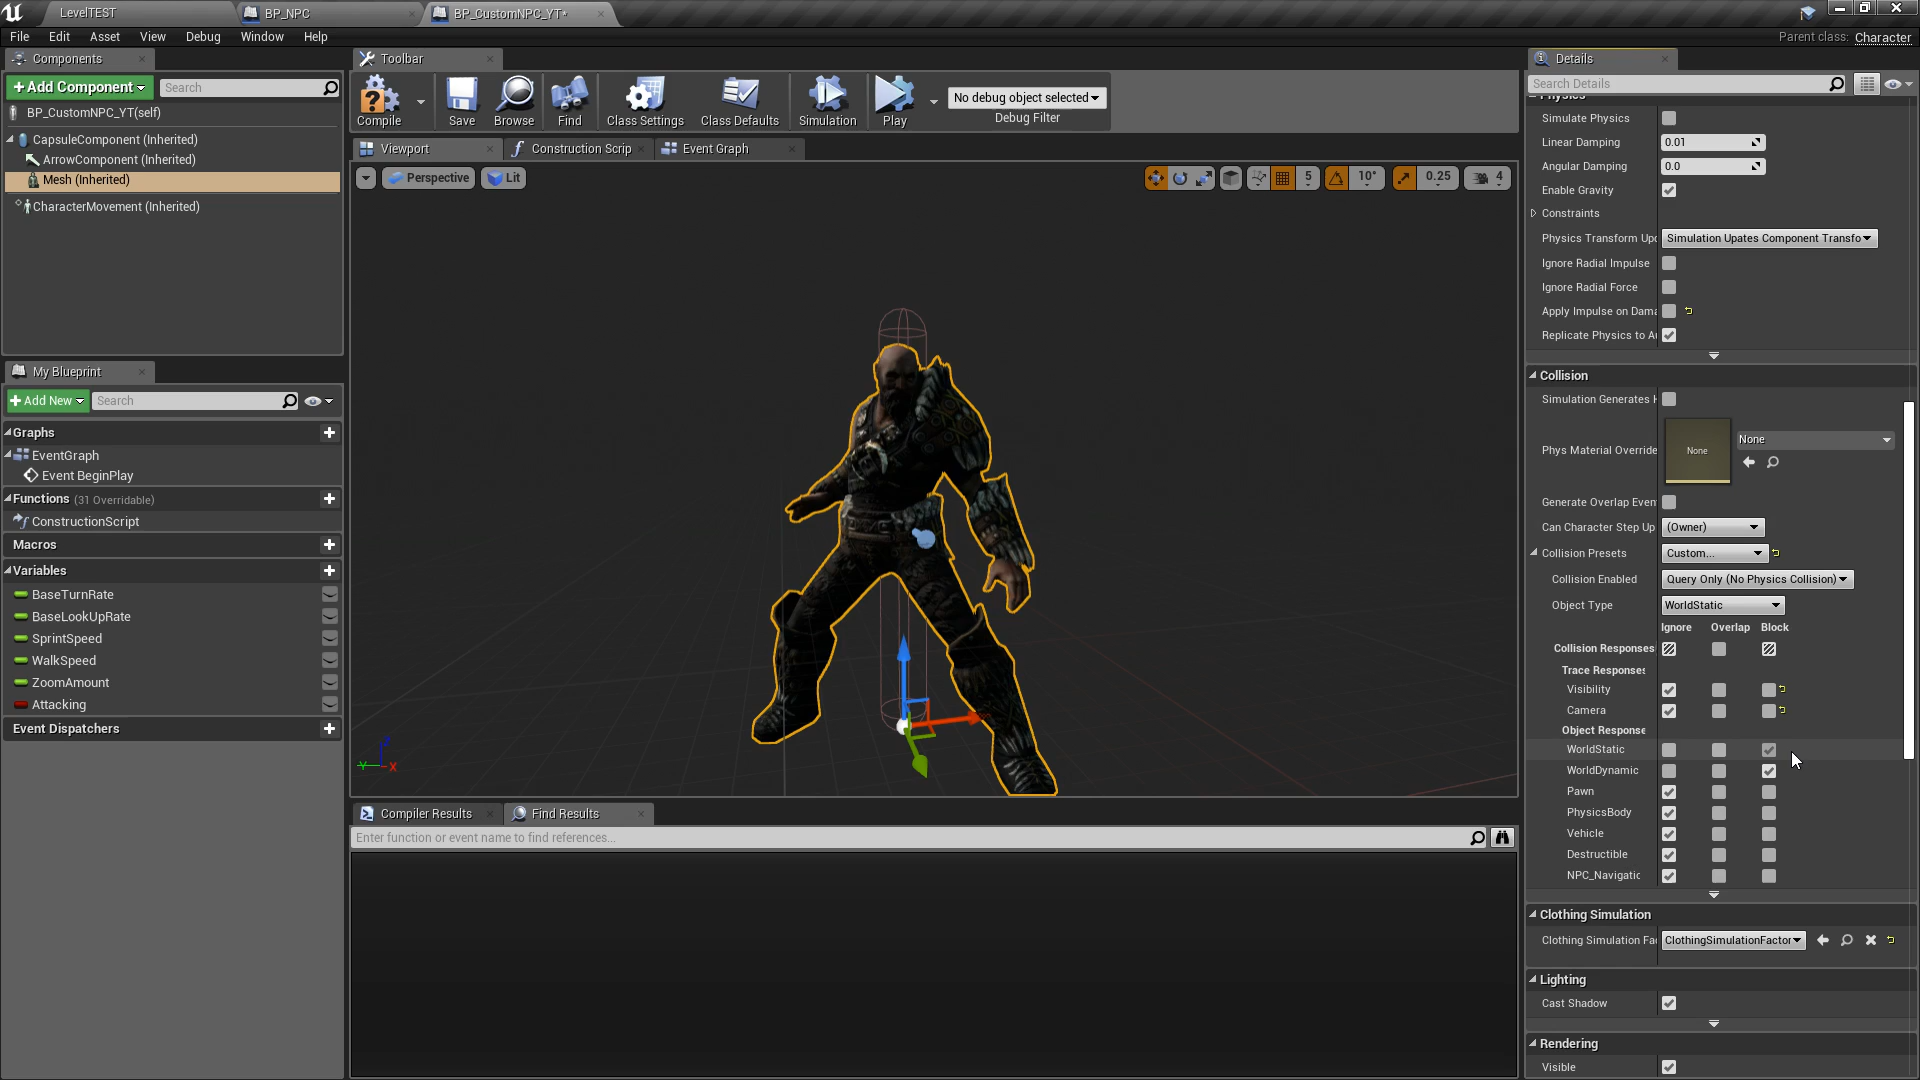 LevelTEST
BP_NPC
BP_CustomNPC_YT*
File Edit Asset View Debug Window Help
Parent class: Character
Components
+Add Component
Search
BP_CustomNPC_YT(self)
CapsuleComponent (Inherited)
ArrowComponent (Inherited)
Mesh (Inherited)
CharacterMovement (Inherited)
My Blueprint
+Add New
Search
Graphs
EventGraph
Event BeginPlay
Functions (31 Overridable)
ConstructionScript
Macros
Variables
BaseTurnRate
BaseLookUpRate
SprintSpeed
WalkSpeed
ZoomAmount
Attacking
Event Dispatchers
Toolbar
Compile Save Browse Find Class Settings Class Defaults Simulation Play
No debug object selected
Debug Filter
Viewport
Construction Scrip
Event Graph
Perspective
Lit
5 10° 0.25 4
Z
Y
X
Compiler Results
Find Results
Enter function or event name to find references...
Details
Search Details
Physics
Simulate Physics
Linear Damping 0.01
Angular Damping 0.0
Enable Gravity
Constraints
Physics Transform Upd Simulation Upates Component Transfo
Ignore Radial Impulse
Ignore Radial Force
Apply Impulse on Dama
Replicate Physics to A
Collision
Simulation Generates H
Phys Material Override None None
Generate Overlap Even
Can Character Step Up (Owner)
Collision Presets Custom...
Collision Enabled Query Only (No Physics Collision)
Object Type WorldStatic
Ignore Overlap Block
Collision Responses
Trace Responses
Visibility
Camera
Object Response
WorldStatic
WorldDynamic
Pawn
PhysicsBody
Vehicle
Destructible
NPC_Navigatic
Clothing Simulation
Clothing Simulation Fa ClothingSimulationFactor
Lighting
Cast Shadow
Rendering
Visible